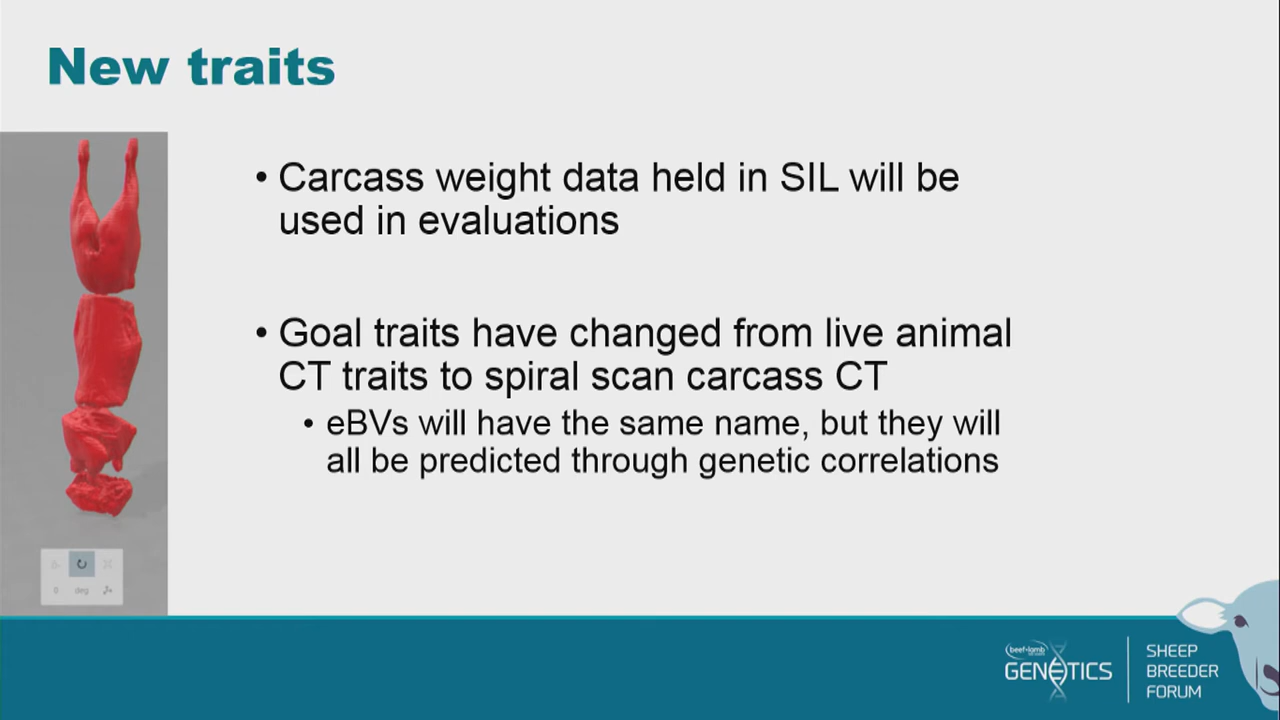 New traits
• Carcass weight data held in SIL will be
used in evaluations
• Goal traits have changed from live animal
CT traits to spiral scan carcass CT
• eBVs will have the same name, but they will
all be predicted through genetic correlations
deg
beef+lamb
GENETICS
SHEEP
BREEDER
FORUM